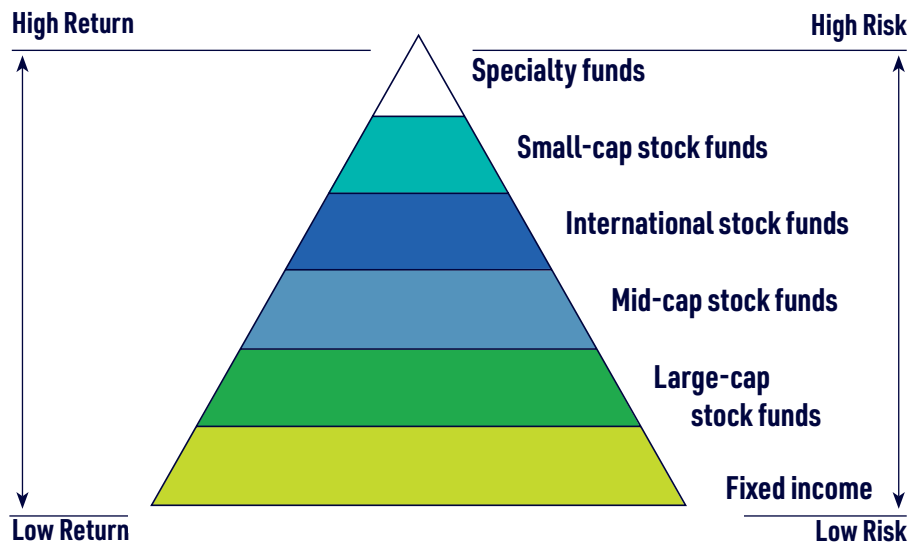 High Return
High Risk
Specialty funds
Small-cap stock funds
International stock funds
Mid-cap stock funds
Large-cap
stock funds
Fixed income
Low Return
Low Risk